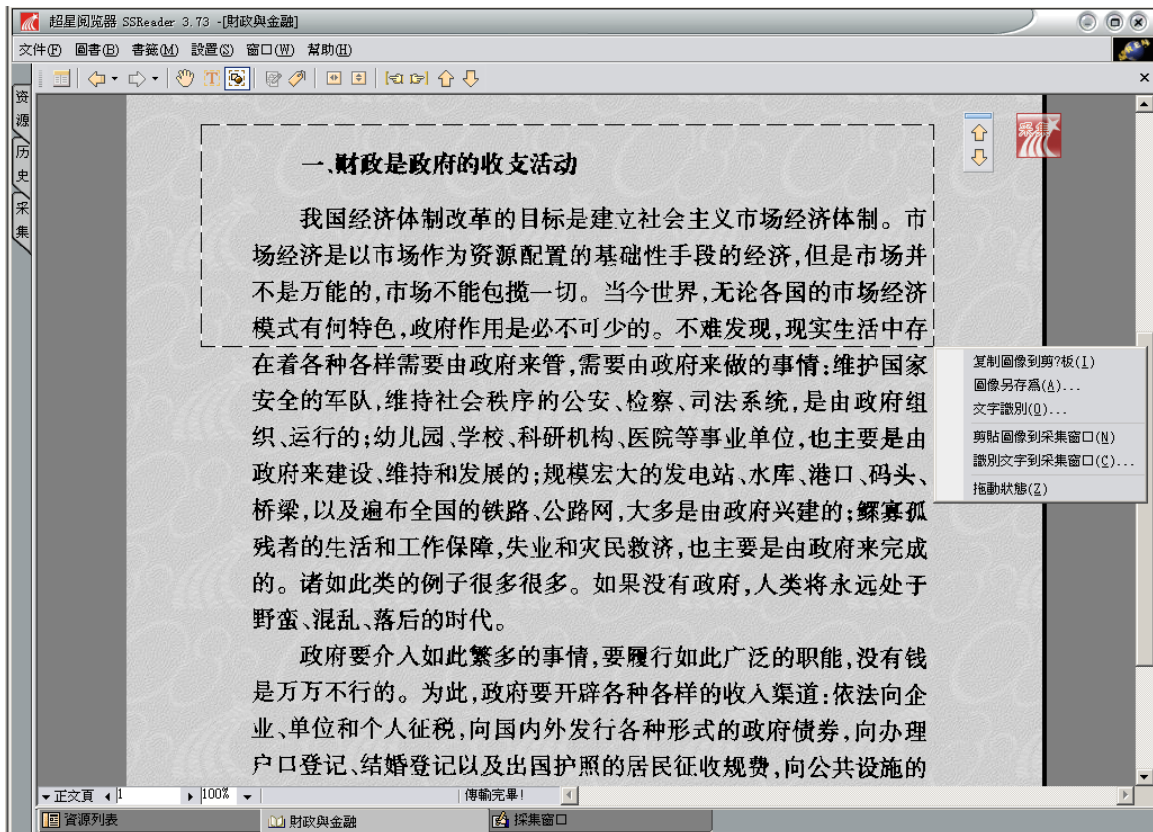 超星阅览器 SSReader 3.73 -[財政與金融]
文件(F) 圖書(B) 書籤(M) 設置(S) 窗口(W) 幫助(H)
资源
历史
采集
采集
一、财政是政府的收支活动
我国经济体制改革的目标是建立社会主义市场经济体制。市
场经济是以市场作为资源配置的基础性手段的经济,但是市场并
不是万能的,市场不能包揽一切。当今世界,无论各国的市场经济
模式有何特色,政府作用是必不可少的。不难发现,现实生活中存
在着各种各样需要由政府来管,需要由政府来做的事情;维护国家
安全的军队,维持社会秩序的公安、检察、司法系统,是由政府组
织、运行的;幼儿园、学校、科研机构、医院等事业单位,也主要是由
政府来建设、维持和发展的;规模宏大的发电站、水库、港口、码头、
桥梁,以及遍布全国的铁路、公路网,大多是由政府兴建的;鳏寡孤
残者的生活和工作保障,失业和灾民救济,也主要是由政府来完成
的。诸如此类的例子很多很多。如果没有政府,人类将永远处于
野蛮、混乱、落后的时代。
政府要介入如此繁多的事情,要履行如此广泛的职能,没有钱
是万万不行的。为此,政府要开辟各种各样的收入渠道:依法向企
业、单位和个人征税,向国内外发行各种形式的政府债券,向办理
户口登记、结婚登记以及出国护照的居民征收规费,向公共设施的
复制圖像到剪?板(I)
圖像另存爲(A)...
文字識別(O)...
剪貼圖像到采集窗口(N)
識別文字到采集窗口(C)...
拖動狀態(Z)
正文頁 1 100% 傳輸完畢!
資源列表 財政與金融 採集窗口